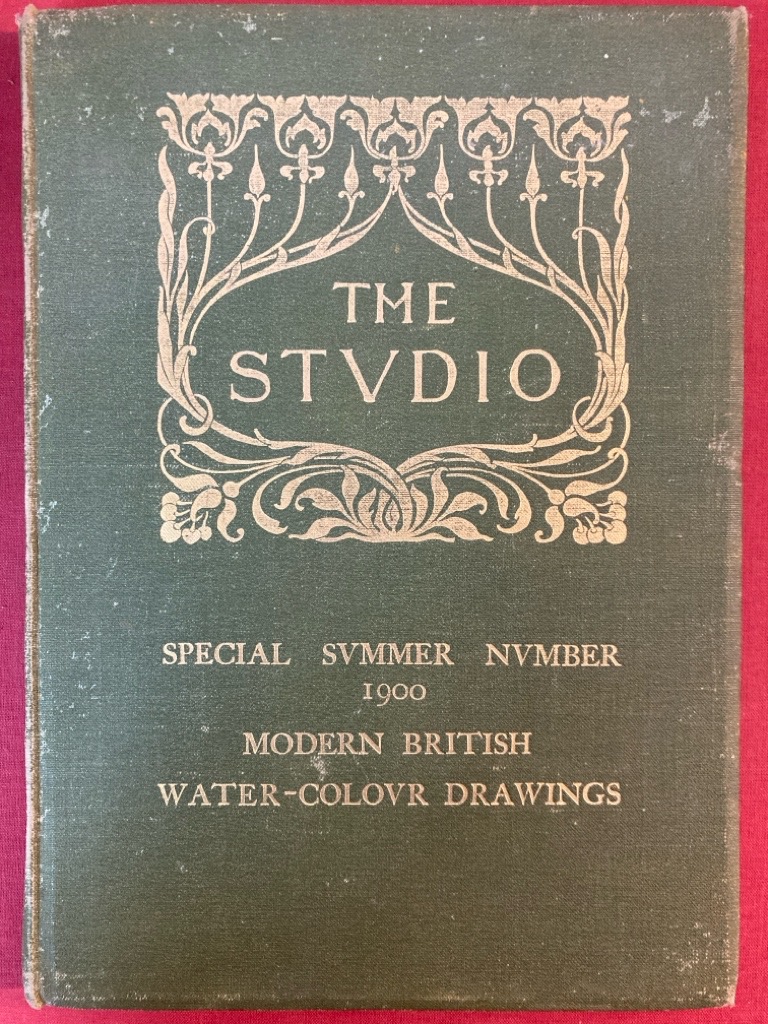 THE
STVDIO
SPECIAL SVMMER NVMBER
1900
MODERN BRITISH
WATER-COLOVR DRAWINGS